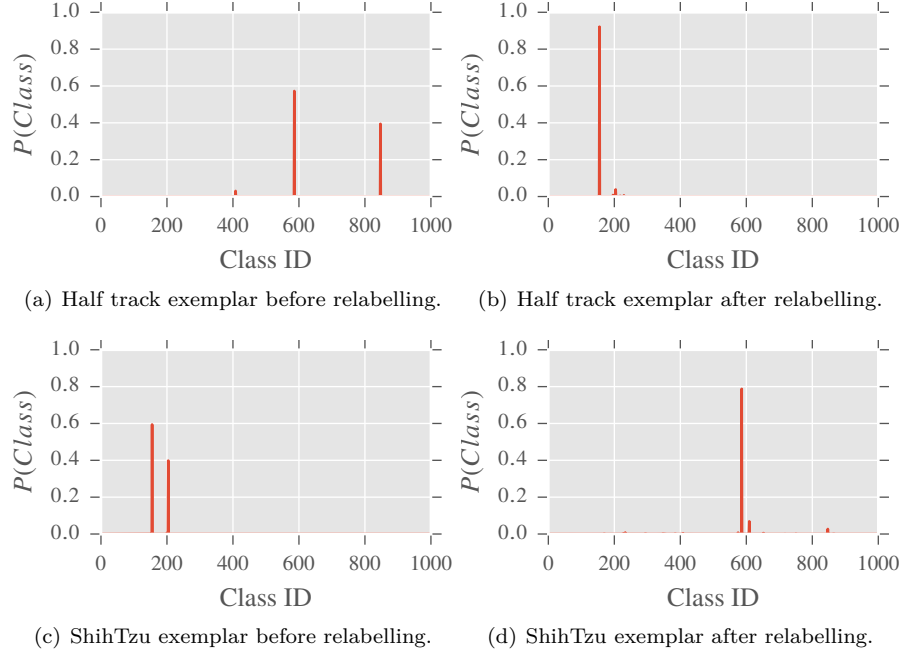 1.0
0.8
0.6
0.4
0.2
0.0
P(Class)
0 200 400 600 800 1000
Class ID
(a) Half track exemplar before relabelling.
1.0
0.8
0.6
0.4
0.2
0.0
P(Class)
0 200 400 600 800 1000
Class ID
(b) Half track exemplar after relabelling.
1.0
0.8
0.6
0.4
0.2
0.0
P(Class)
0 200 400 600 800 1000
Class ID
(c) ShihTzu exemplar before relabelling.
1.0
0.8
0.6
0.4
0.2
0.0
P(Class)
0 200 400 600 800 1000
Class ID
(d) ShihTzu exemplar after relabelling.